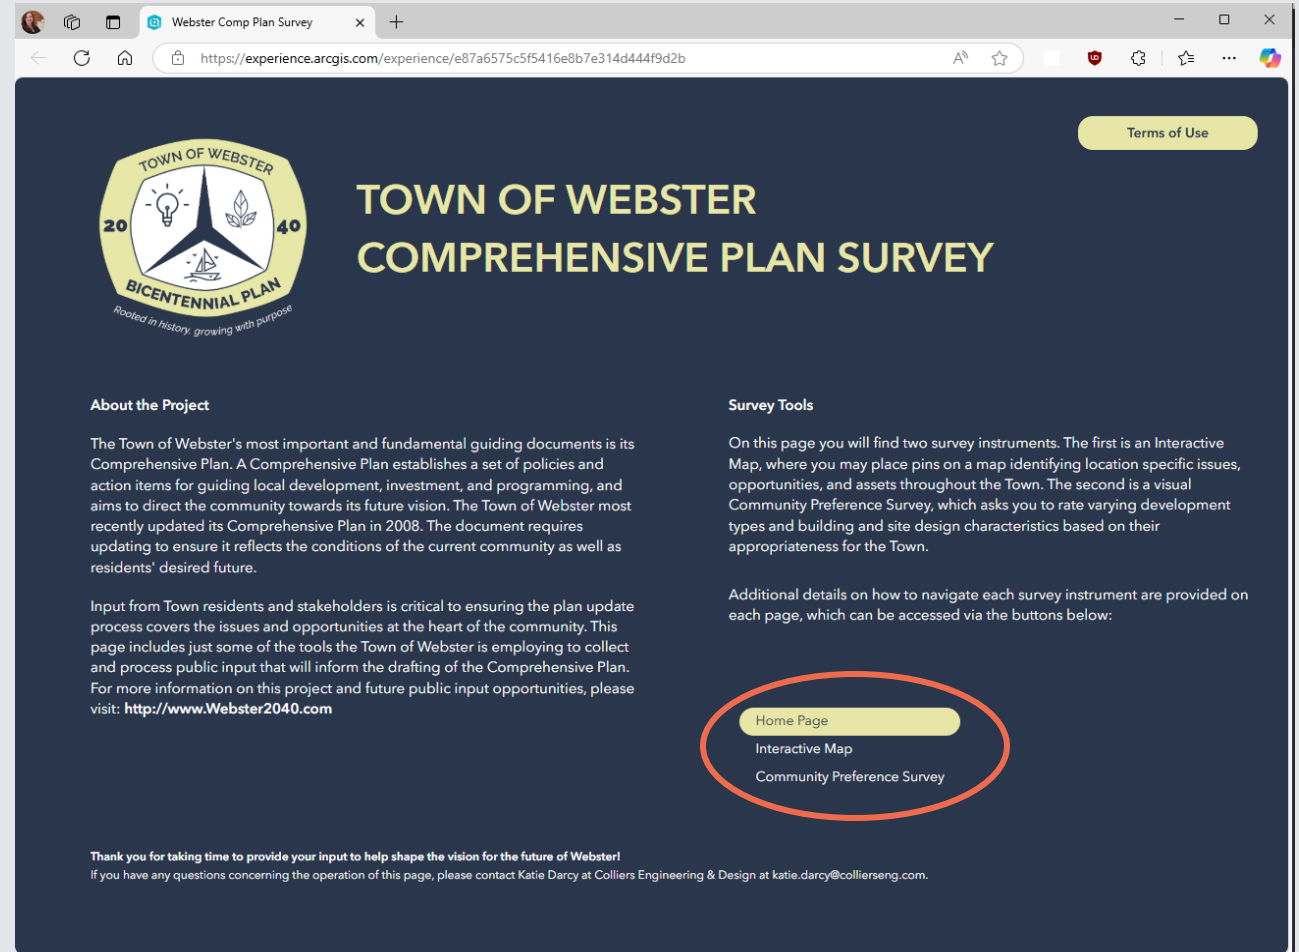 Webster Comp Plan Survey
https://experience.arcgis.com/experience/e87a6575c5f5416e8b7e314d444f9d2b
Terms of Use
TOWN OF WEBSTER
20
40
BICENTENNIAL PLAN
Rooted in history, growing with purpose
TOWN OF WEBSTER
COMPREHENSIVE PLAN SURVEY
About the Project
The Town of Webster's most important and fundamental guiding documents is its
Comprehensive Plan. A Comprehensive Plan establishes a set of policies and
action items for guiding local development, investment, and programming, and
aims to direct the community towards its future vision. The Town of Webster most
recently updated its Comprehensive Plan in 2008. The document requires
updating to ensure it reflects the conditions of the current community as well as
residents' desired future.
Input from Town residents and stakeholders is critical to ensuring the plan update
process covers the issues and opportunities at the heart of the community. This
page includes just some of the tools the Town of Webster is employing to collect
and process public input that will inform the drafting of the Comprehensive Plan.
For more information on this project and future public input opportunities, please
visit: http://www.Webster2040.com
Survey Tools
On this page you will find two survey instruments. The first is an Interactive
Map, where you may place pins on a map identifying location specific issues,
opportunities, and assets throughout the Town. The second is a visual
Community Preference Survey, which asks you to rate varying development
types and building and site design characteristics based on their
appropriateness for the Town.
Additional details on how to navigate each survey instrument are provided on
each page, which can be accessed via the buttons below:
Home Page
Interactive Map
Community Preference Survey
Thank you for taking time to provide your input to help shape the vision for the future of Webster!
If you have any questions concerning the operation of this page, please contact Katie Darcy at Colliers Engineering & Design at katie.darcy@collierseng.com.